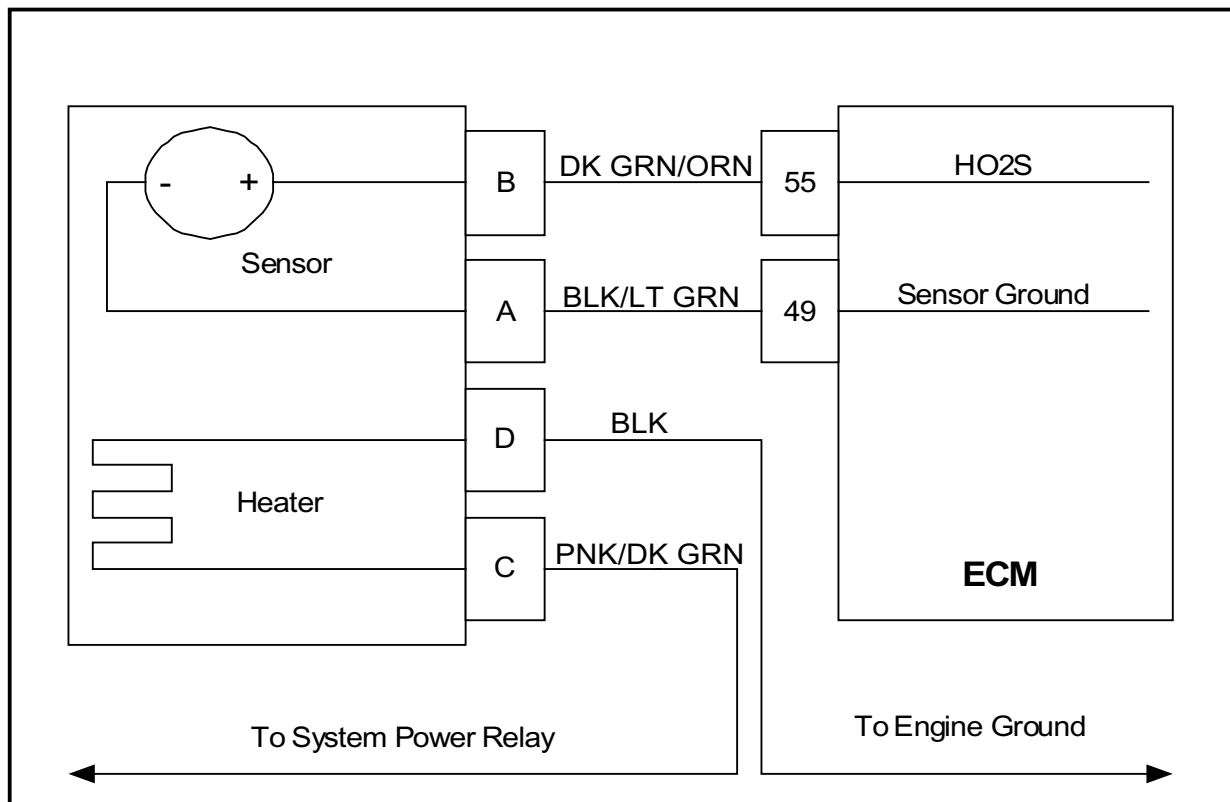 - +
Sensor
B
DK GRN/ORN
55
HO2S
A
BLK/LT GRN
49
Sensor Ground
D
BLK
Heater
C
PNK/DK GRN
ECM
To System Power Relay
To Engine Ground